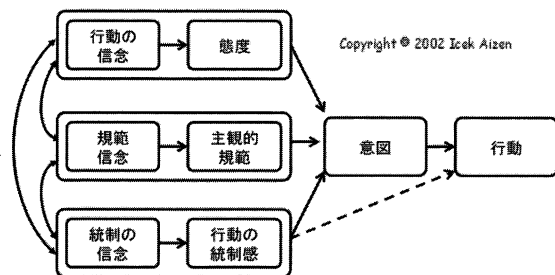 行動の
信念
態度
Copyright © 2002 Icek Aizen
規範
信念
主観的
規範
意図
行動
統制の
信念
行動の
統制感